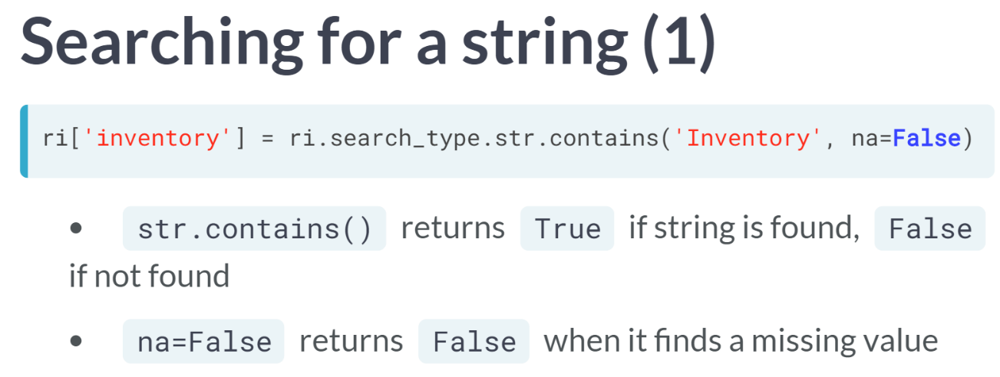 Searching for a string (1)
ri['inventory'] = ri.search_type.str.contains('Inventory', na=False)
• str.contains() returns True if string is found, False
if not found
• na=False returns False when it finds a missing value